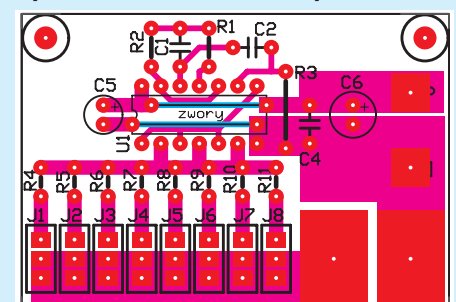 R2 C1 R1 C2
R3
C5 + C6 +
zwory
U1
C4
R4 R5 R6 R7 R8 R9 R10 R11
J1 J2 J3 J4 J5 J6 J7 J8